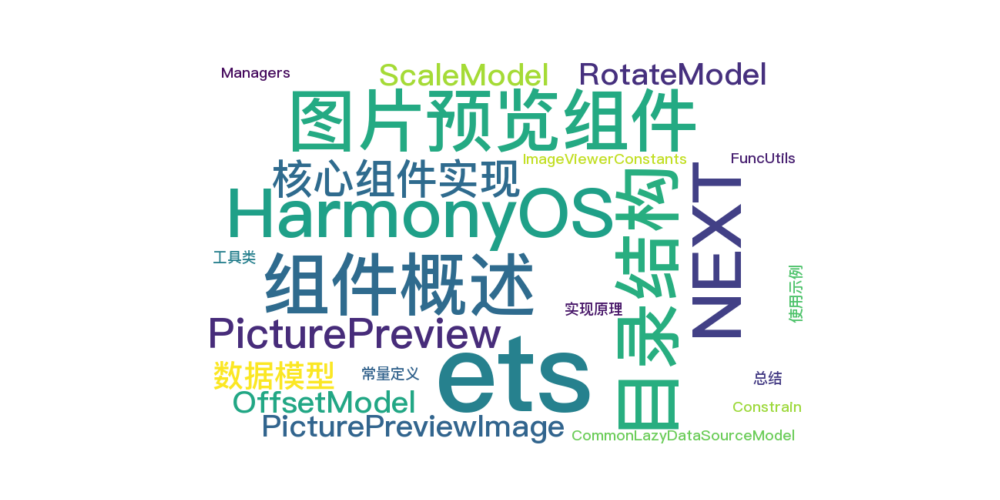 Managers
ScaleModel
RotateModel
图片预览组件
ImageViewerConstants
FuncUtils
核心组件实现
HarmonyOS
目录结构
NEXT
工具类
组件概述
使用示例
实现原理
PicturePreview
ets
数据模型
常量定义
总结
OffsetModel
Constrain
PicturePreviewImage
CommonLazyDataSourceModel